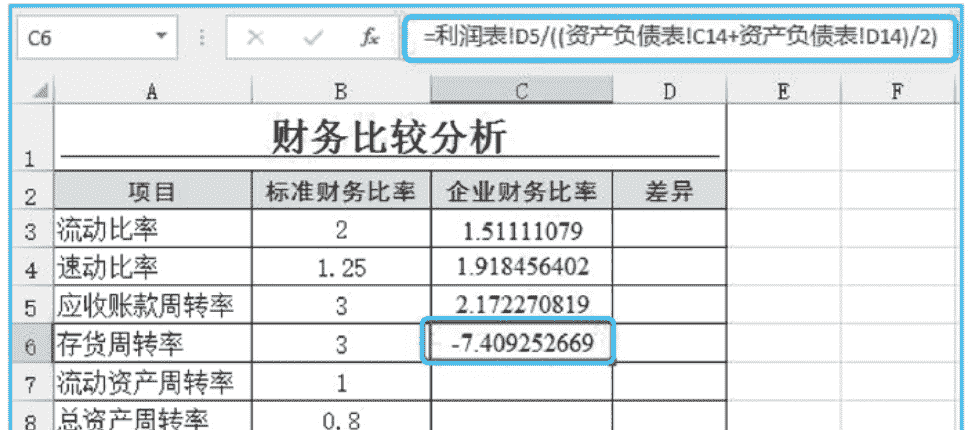 C6 fx =利润表!D5/((资产负债表!C14+资产负债表!D14)/2)
A B C D E F
1 财务比较分析
2 项目 标准财务比率 企业财务比率 差异
3 流动比率 2 1.51111079
4 速动比率 1.25 1.918456402
5 应收账款周转率 3 2.172270819
6 存货周转率 3 -7.409252669
7 流动资产周转率 1
8 总资产周转率 0.8